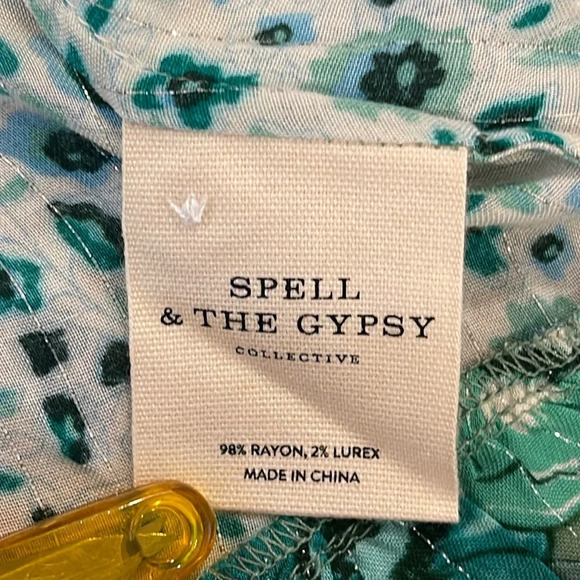 SPELL
& THE GYPSY
COLLECTIVE
98% RAYON, 2% LUREX
MADE IN CHINA